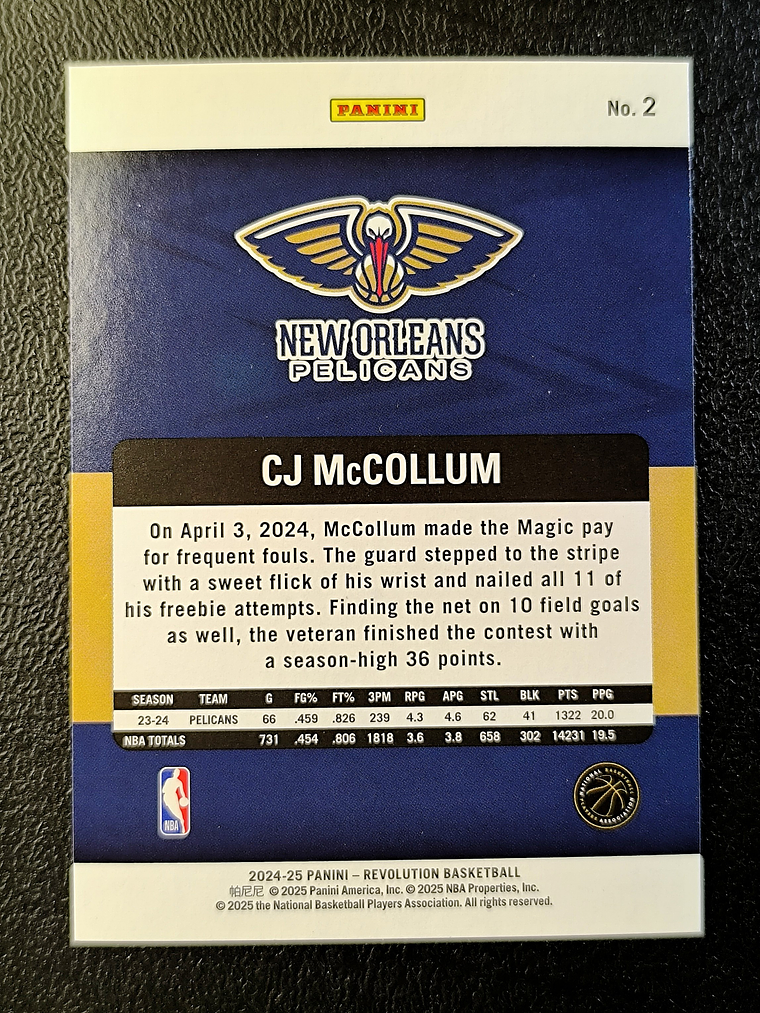 PANINI
No. 2
NEW ORLEANS
PELICANS
CJ McCOLLUM
On April 3, 2024, McCollum made the Magic pay
for frequent fouls. The guard stepped to the stripe
with a sweet flick of his wrist and nailed all 11 of
his freebie attempts. Finding the net on 10 field goals
as well, the veteran finished the contest with
a season-high 36 points.
SEASON TEAM G FG% FT% 3PM RPG APG STL BLK PTS PPG
23-24 PELICANS 66 .459 .826 239 4.3 4.6 62 41 1322 20.0
NBA TOTALS 731 .454 .806 1818 3.6 3.8 658 302 14231 19.5
NBA
NATIONAL BASKETBALL
PLAYERS ASSOCIATION
2024-25 PANINI – REVOLUTION BASKETBALL
帕尼尼 © 2025 Panini America, Inc. © 2025 NBA Properties, Inc.
© 2025 the National Basketball Players Association. All rights reserved.